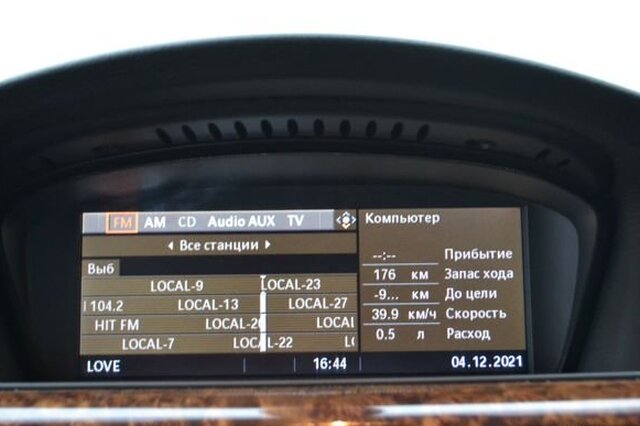 FM AM CD Audio AUX TV
Все станции
Выб
LOCAL-9 LOCAL-23
104.2 LOCAL-13 LOCAL-27
HIT FM LOCAL-2 LOCAL
LOCAL-7 L-22
LOVE 16:44 04.12.2021
Компьютер
--:-- Прибытие
176 км Запас хода
-9... км До цели
39.9 км/ч Скорость
0.5 л Расход